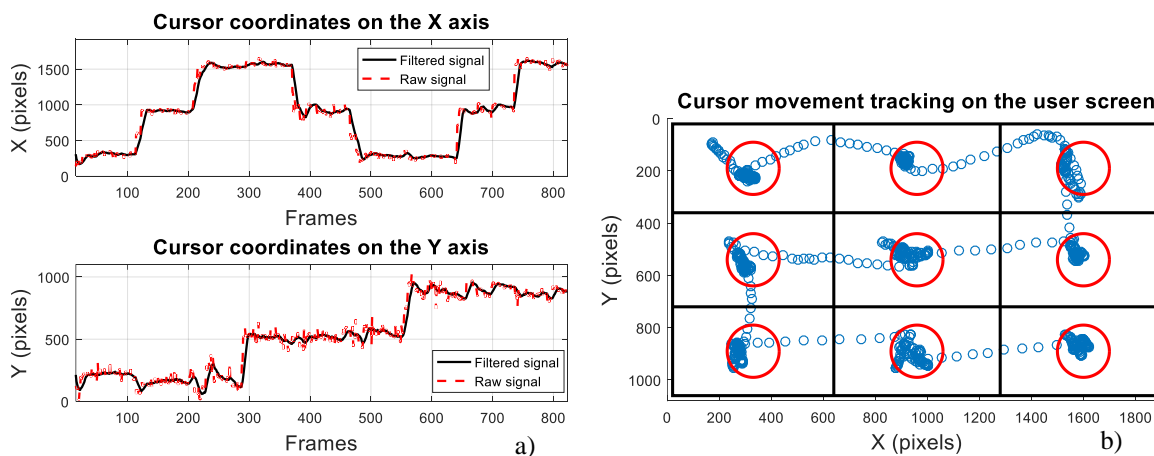 Cursor coordinates on the X axis
X (pixels)
1500
1000
500
0
Filtered signal
Raw signal
100 200 300 400 500 600 700 800
Frames
Cursor coordinates on the Y axis
Y (pixels)
1000
500
0
Filtered signal
Raw signal
100 200 300 400 500 600 700 800
Frames
a)
Cursor movement tracking on the user screen
Y (pixels)
0
200
400
600
800
1000
0 200 400 600 800 1000 1200 1400 1600 1800
X (pixels)
b)